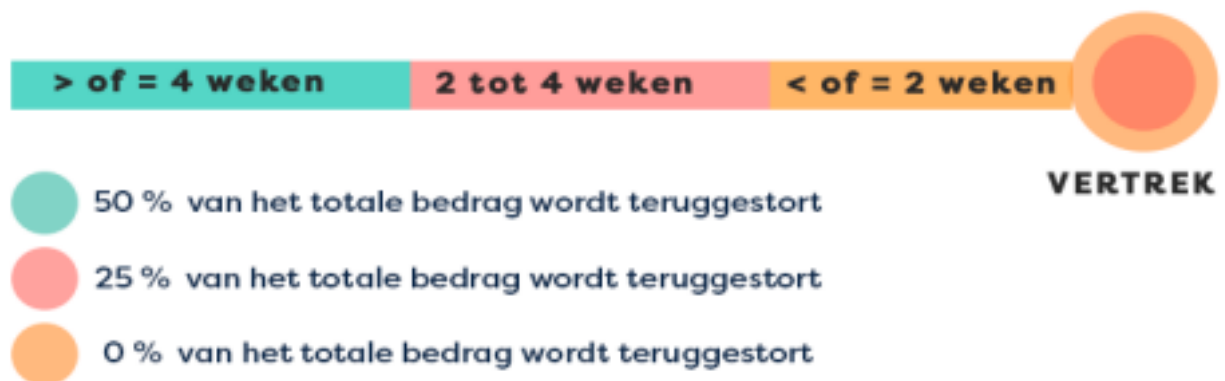 > of = 4 weken 2 tot 4 weken < of = 2 weken
VERTREK
50 % van het totale bedrag wordt teruggestort
25 % van het totale bedrag wordt teruggestort
0 % van het totale bedrag wordt teruggestort